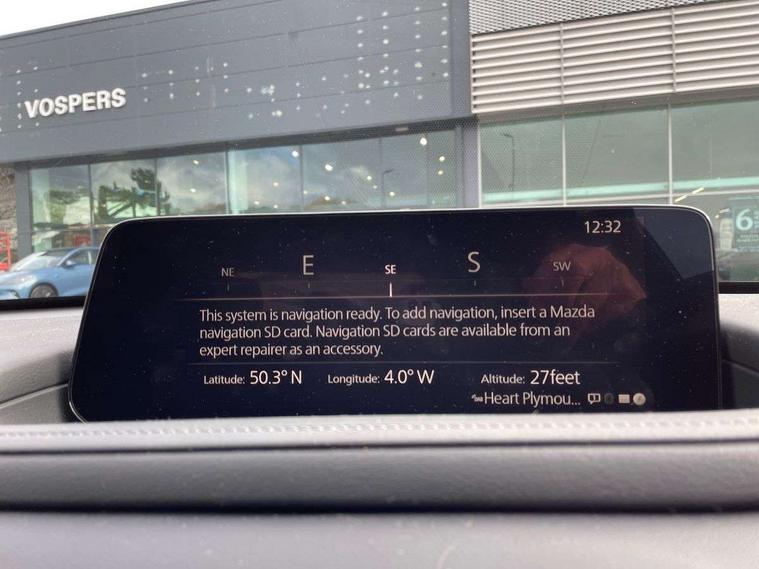 VOSPERS
12:32
NE E SE S SW
This system is navigation ready. To add navigation, insert a Mazda
navigation SD card. Navigation SD cards are available from an
expert repairer as an accessory.
Latitude: 50.3° N Longitude: 4.0° W Altitude: 27feet
Heart Plymou...
6